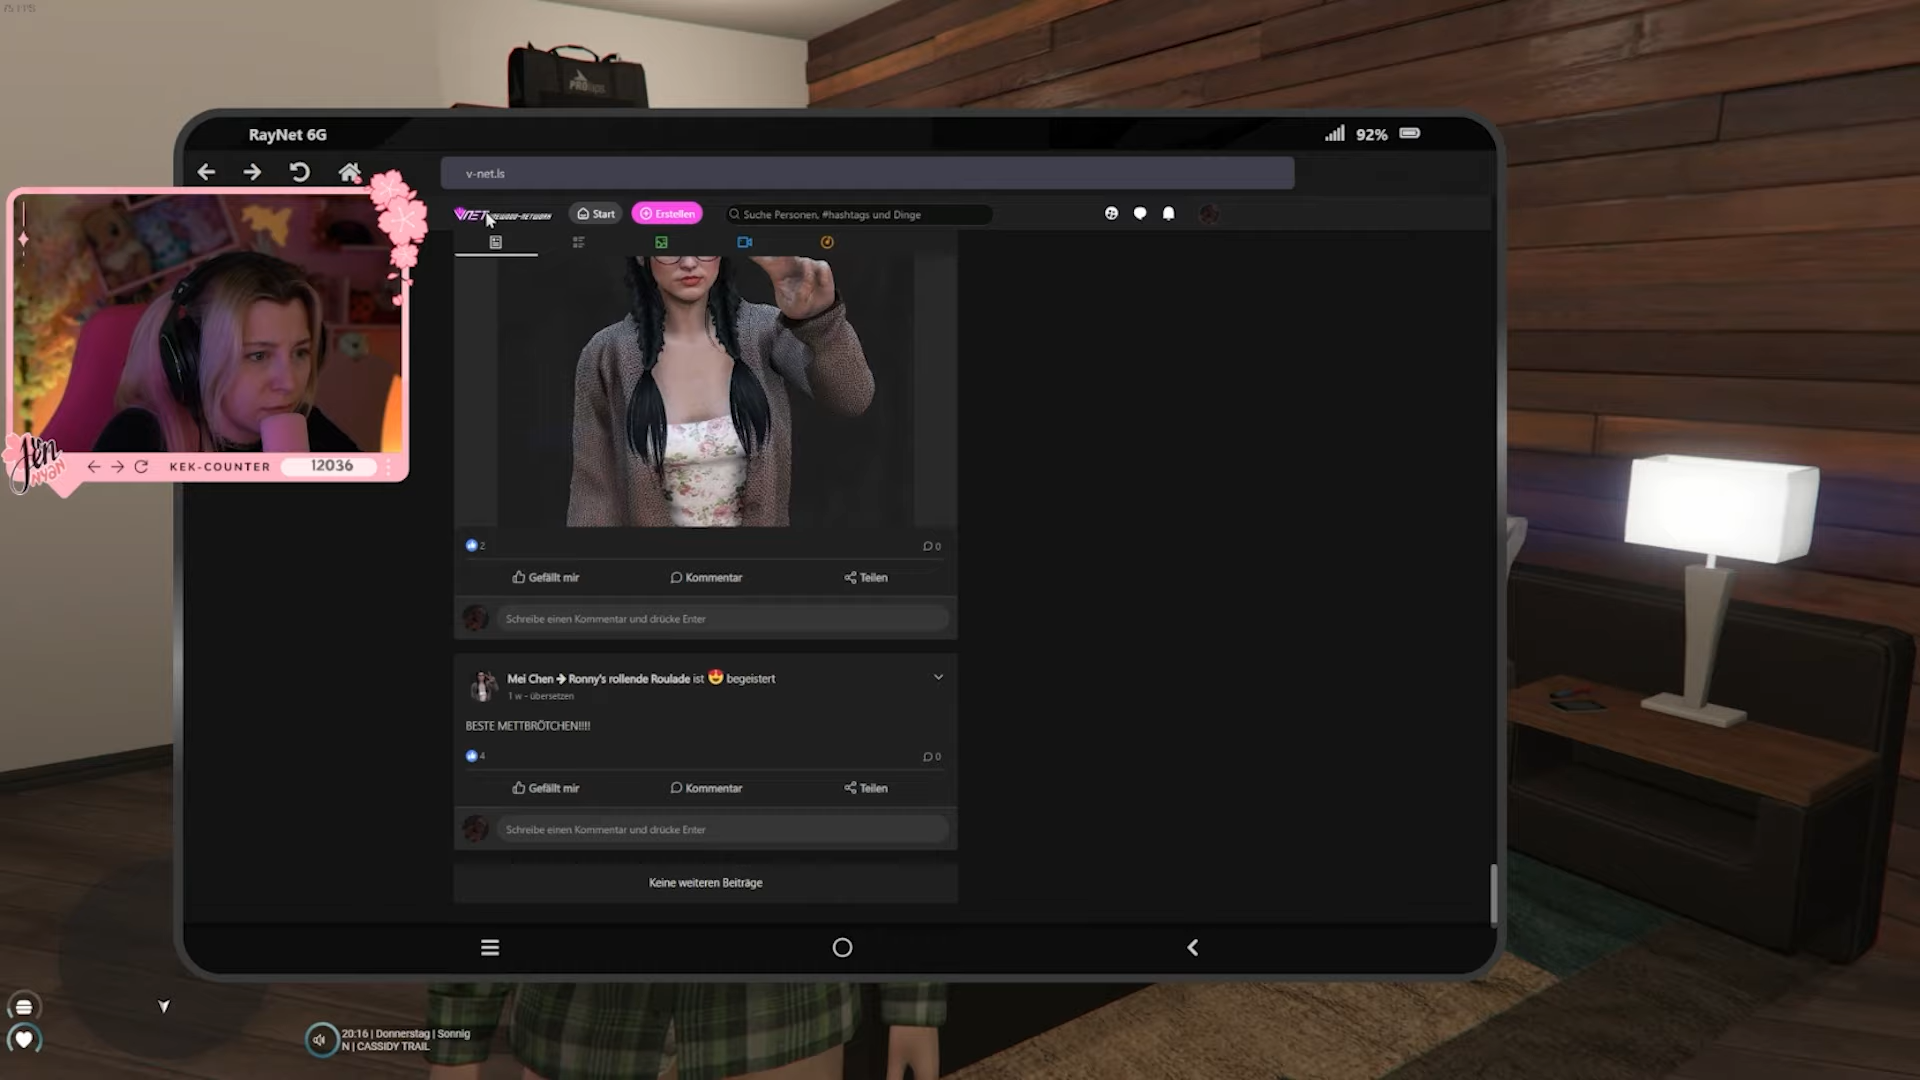 RayNet 6G
92%
v-net.ls
VNET
Start
Erstellen
Suche Personen, #hashtags und Dinge
2
0
Gefällt mir
Kommentar
Teilen
Schreibe einen Kommentar und drücke Enter
Mei Chen → Ronny's rollende Roulade ist 😍 begeistert
1 w - übersetzen
BESTE METTBRÖTCHEN!!!!
4
0
Gefällt mir
Kommentar
Teilen
Schreibe einen Kommentar und drücke Enter
Keine weiteren Beiträge
Jen
NYAN
KEK-COUNTER
12036
20:16 | Donnerstag | Sonnig
N | CASSIDY TRAIL